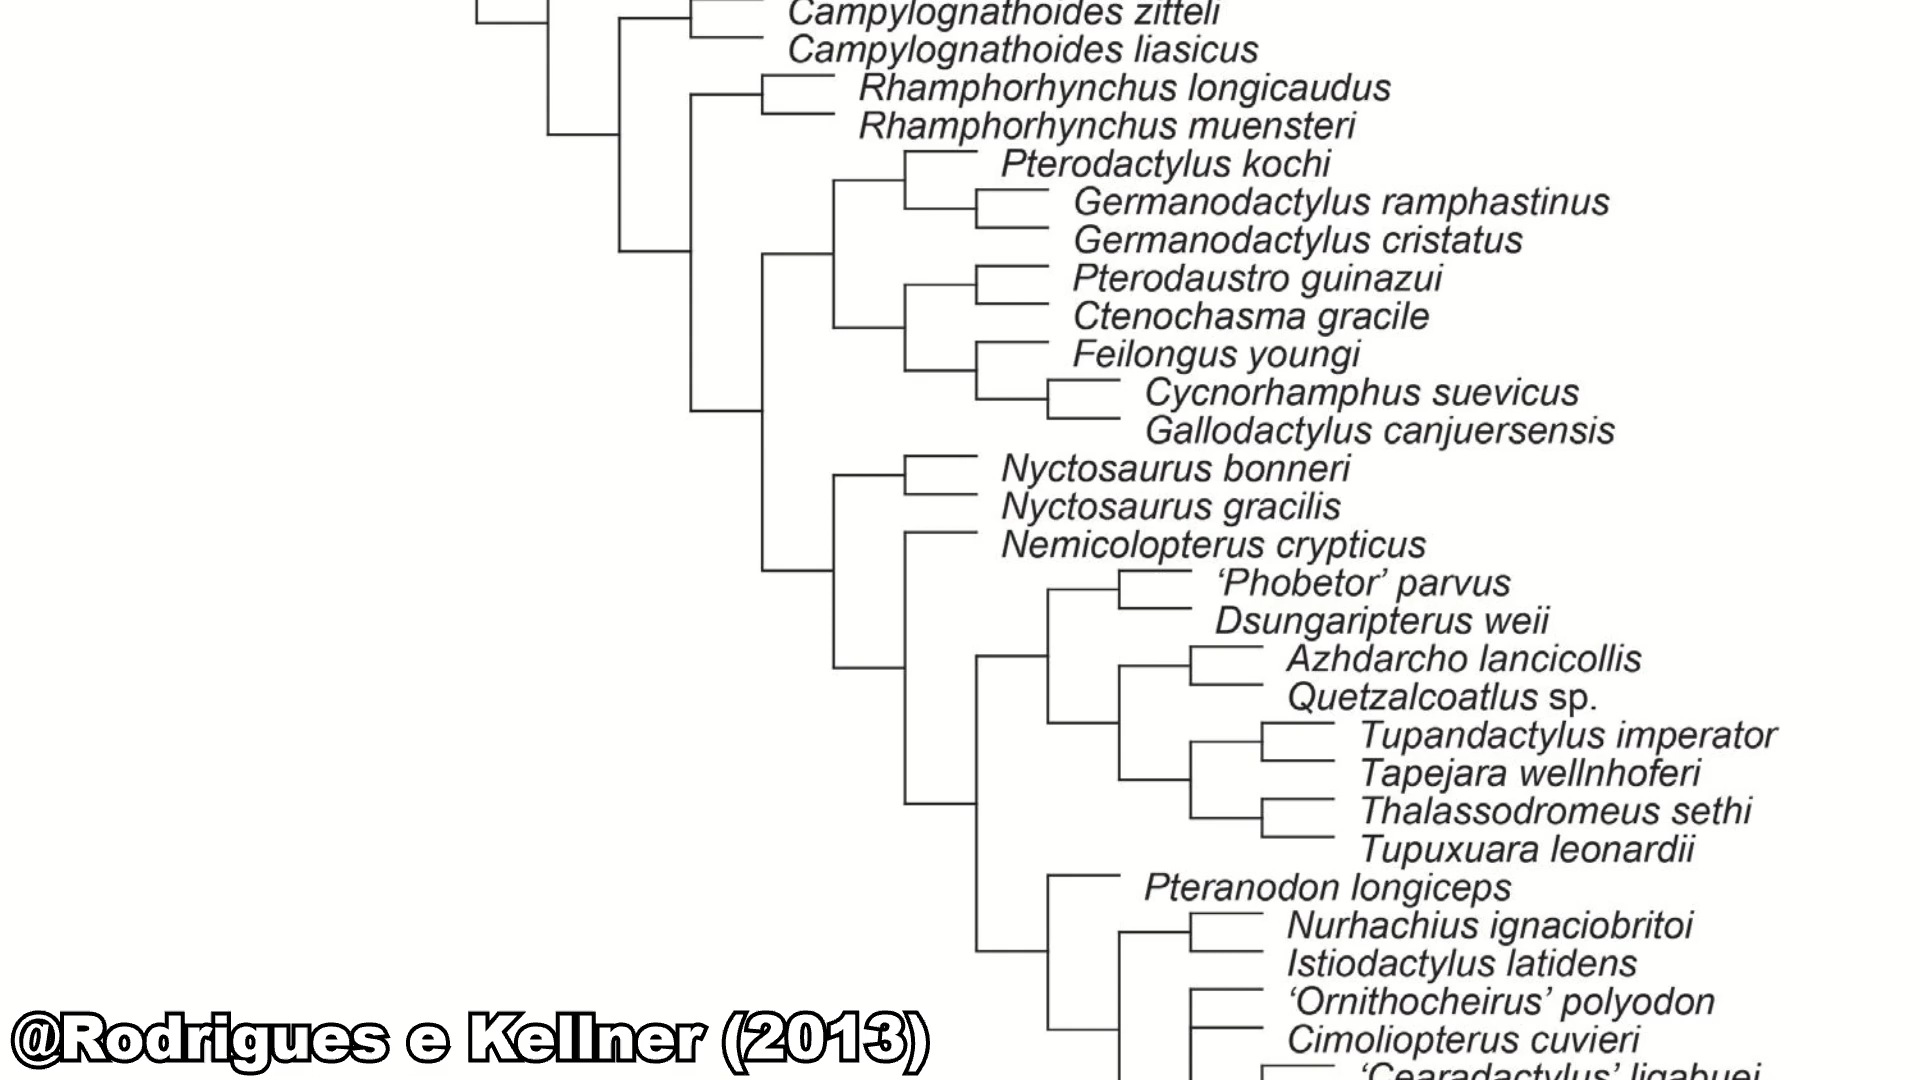 Campylognathoides zitteli
Campylognathoides liasicus
Rhamphorhynchus longicaudus
Rhamphorhynchus muensteri
Pterodactylus kochi
Germanodactylus ramphastinus
Germanodactylus cristatus
Pterodaustro guinazui
Ctenochasma gracile
Feilongus youngi
Cycnorhamphus suevicus
Gallodactylus canjuersensis
Nyctosaurus bonneri
Nyctosaurus gracilis
Nemicolopterus crypticus
‘Phobetor’ parvus
Dsungaripterus weii
Azhdarcho lancicollis
Quetzalcoatlus sp.
Tupandactylus imperator
Tapejara wellnhoferi
Thalassodromeus sethi
Tupuxuara leonardii
Pteranodon longiceps
Nurhachius ignaciobritoi
Istiodactylus latidens
‘Ornithocheirus’ polyodon
Cimoliopterus cuvieri
‘Cearadactylus’ ligabuei
@Rodrigues e Kellner (2013)